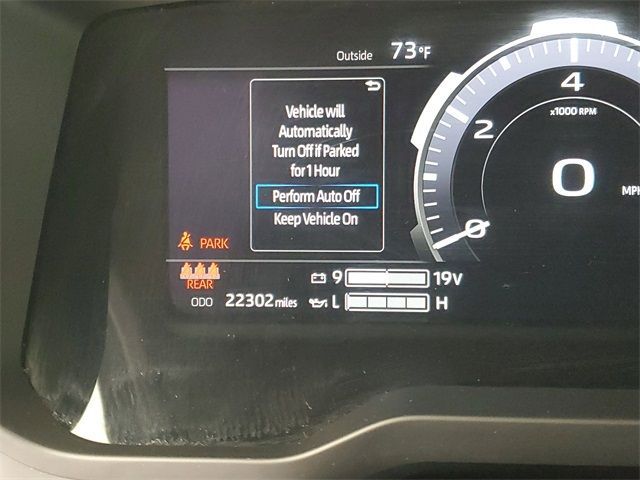 Outside 73°F
Vehicle will
Automatically
Turn Off if Parked
for 1 Hour
Perform Auto Off
Keep Vehicle On
PARK
REAR
9 19V
ODO 22302 miles
L H
4
x1000 RPM
2
0 MPH
0